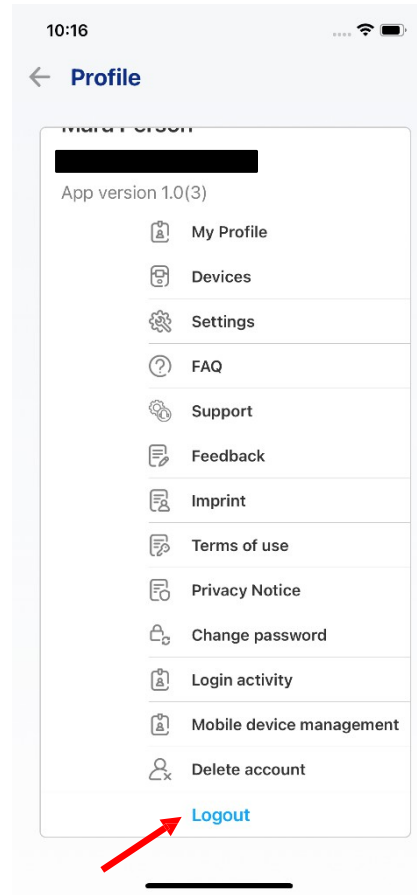 10:16
Profile
App version 1.0(3)
My Profile
Devices
Settings
FAQ
Support
Feedback
Imprint
Terms of use
Privacy Notice
Change password
Login activity
Mobile device management
Delete account
Logout